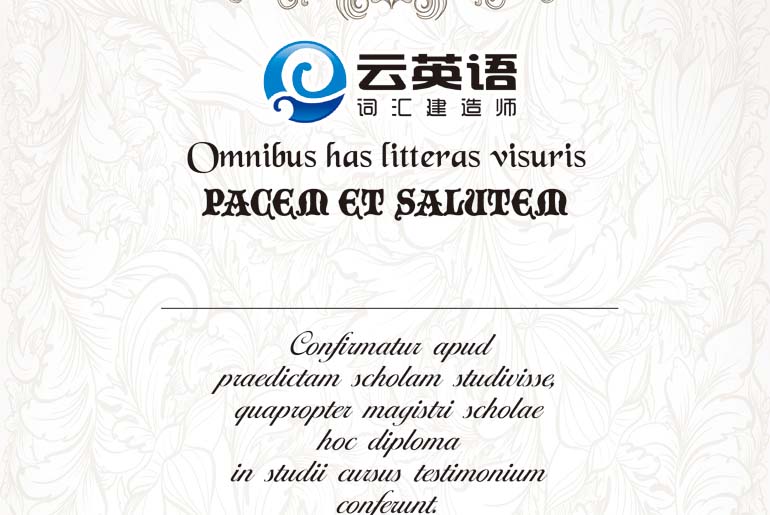 云英语
词汇建造师
Omnibus has litteras visuris
PACEM ET SALUTEM
Confirmatur apud
praedictam scholam studivisse,
quapropter magistri scholae
hoc diploma
in studii cursus testimonium
conferunt.